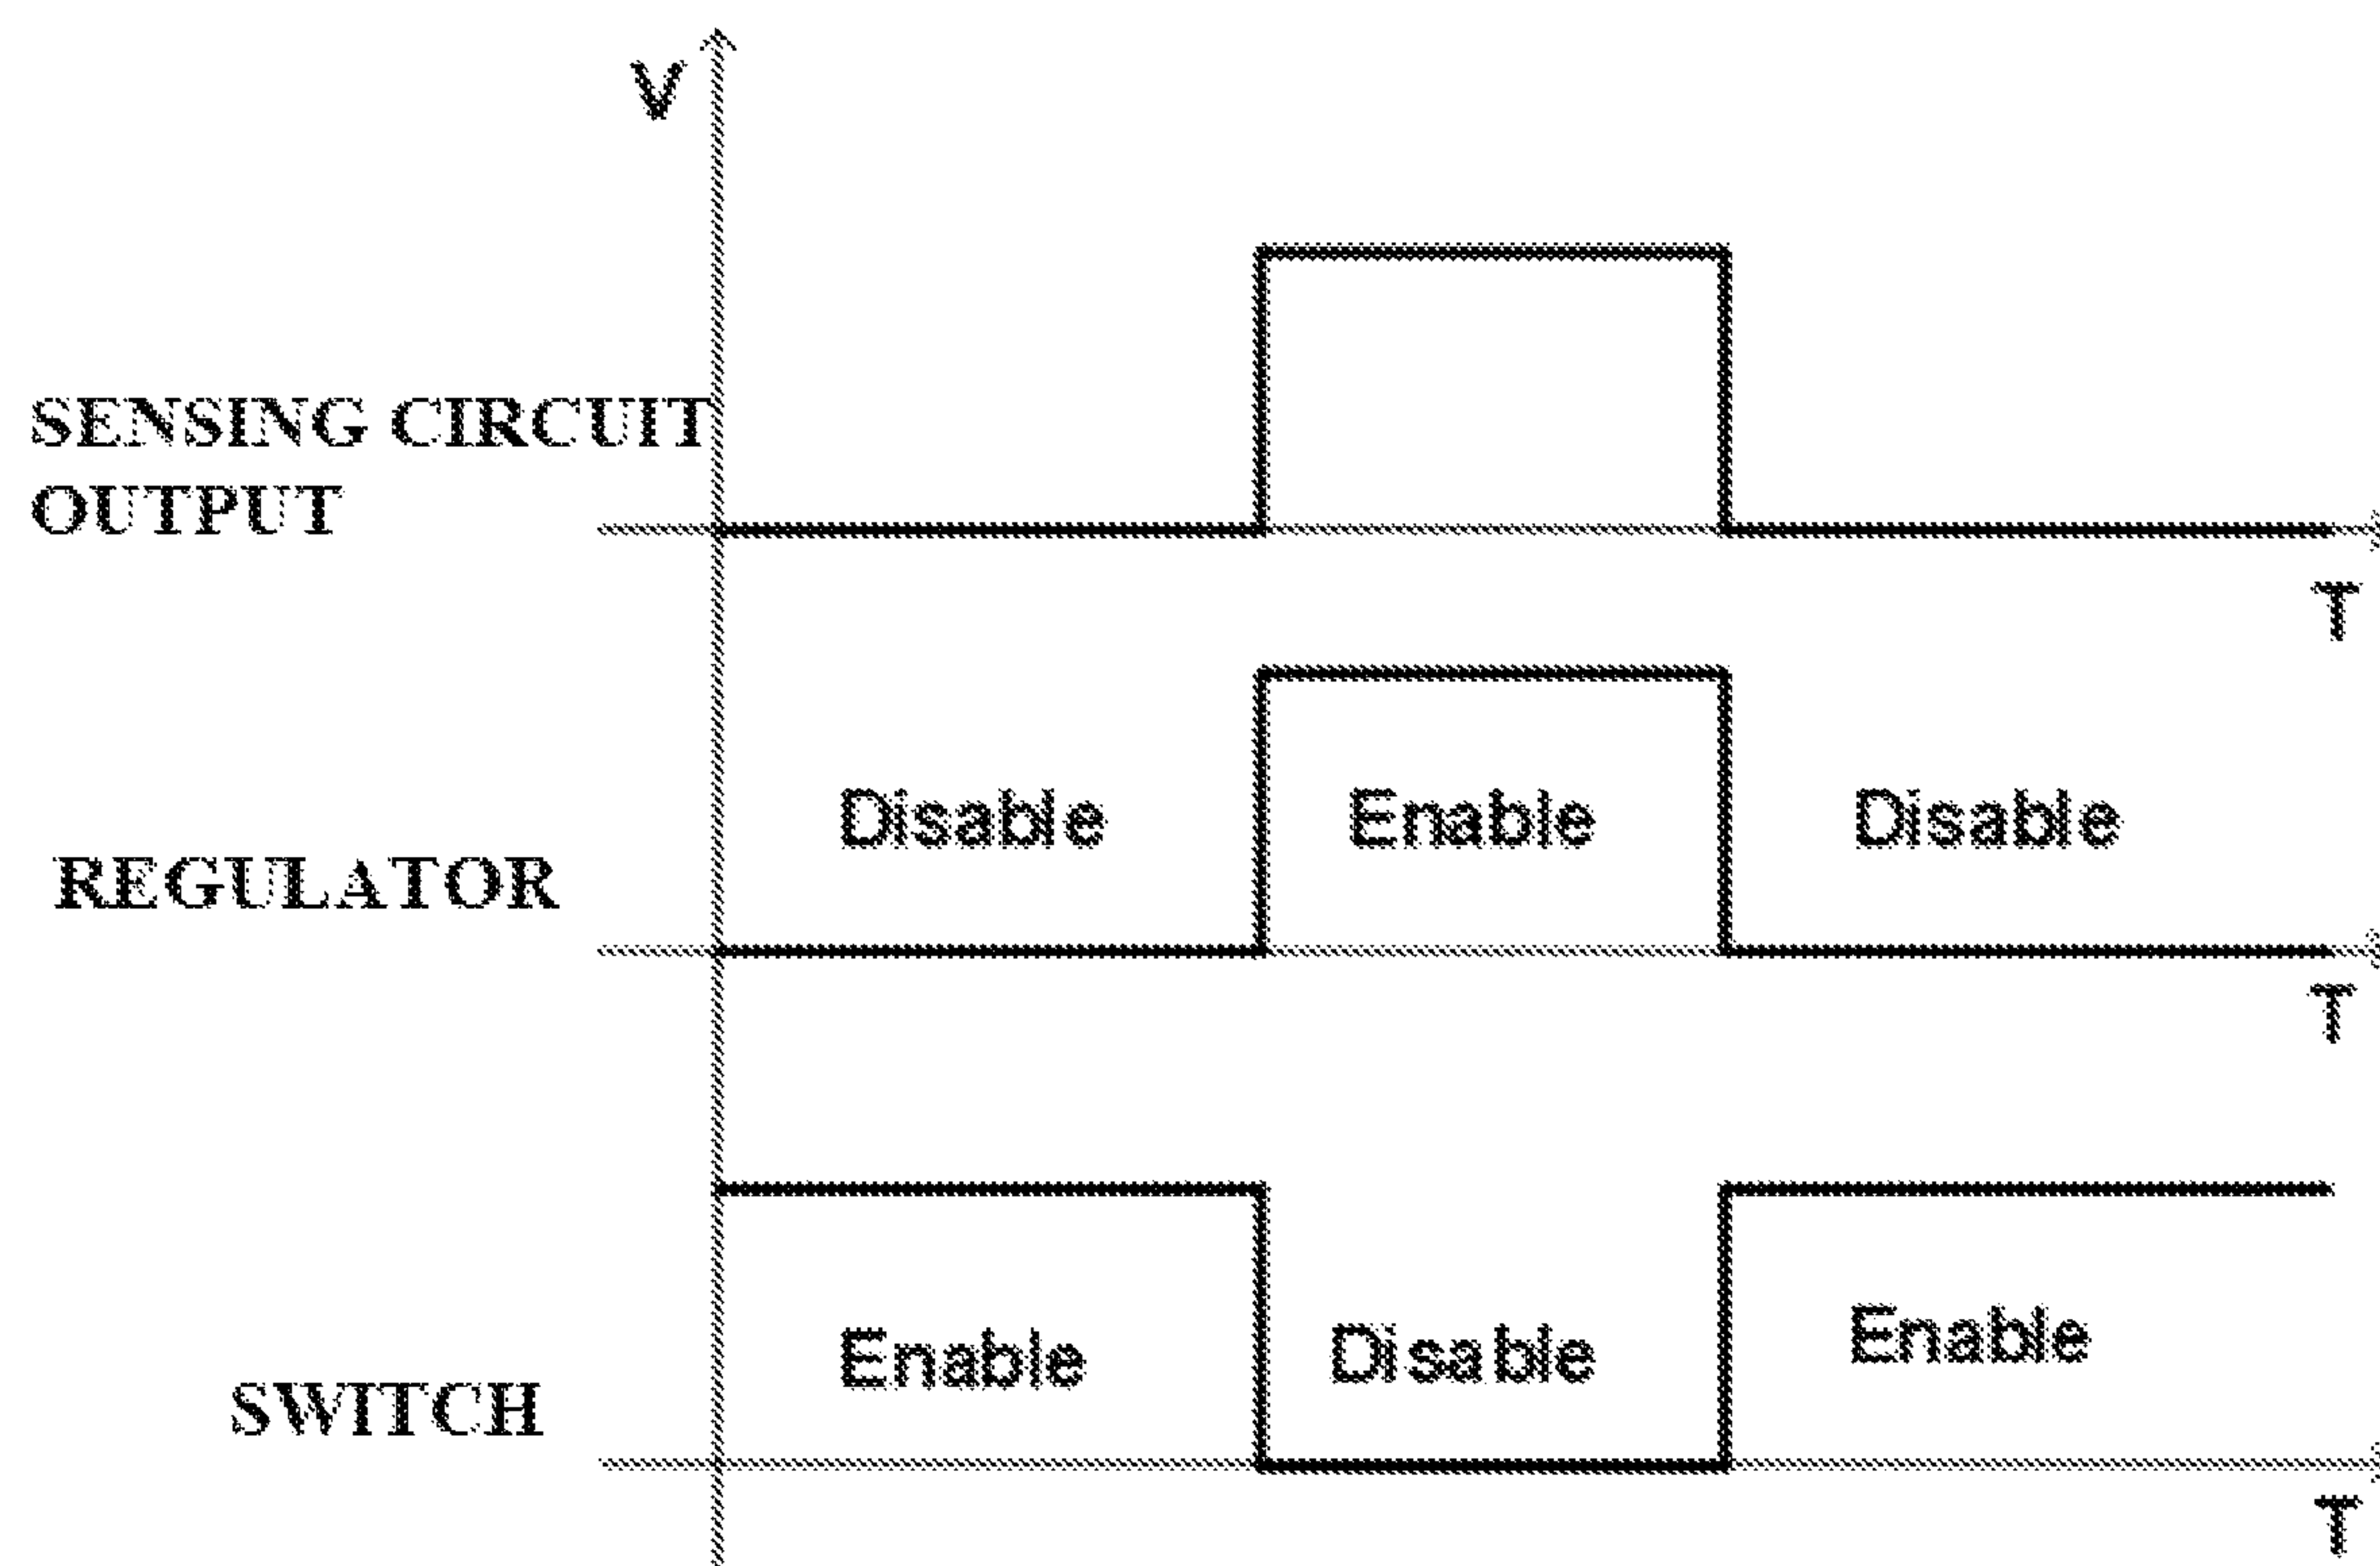 V
SENSING CIRCUIT
OUTPUT
T
Disable Enable Disable
REGULATOR
T
Enable Disable Enable
SWITCH
T